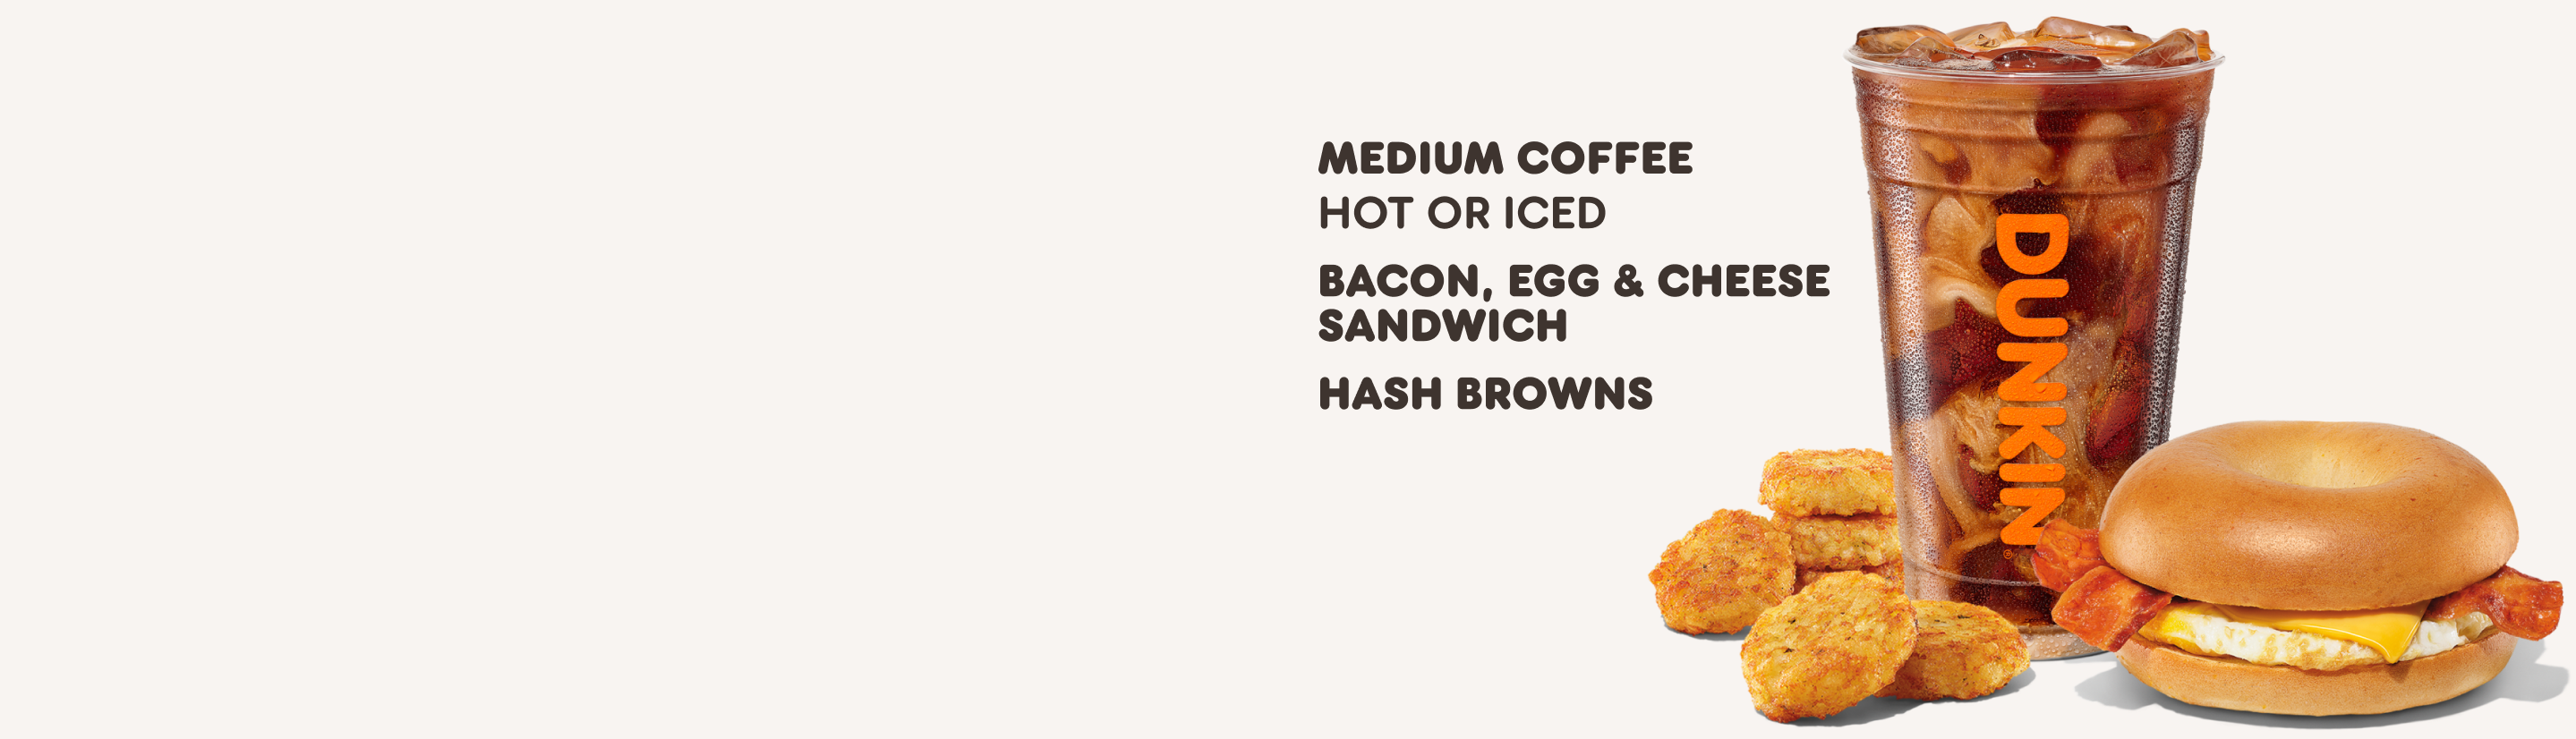 MEDIUM COFFEE
HOT OR ICED
BACON, EGG & CHEESE
SANDWICH
HASH BROWNS
DUNKIN'